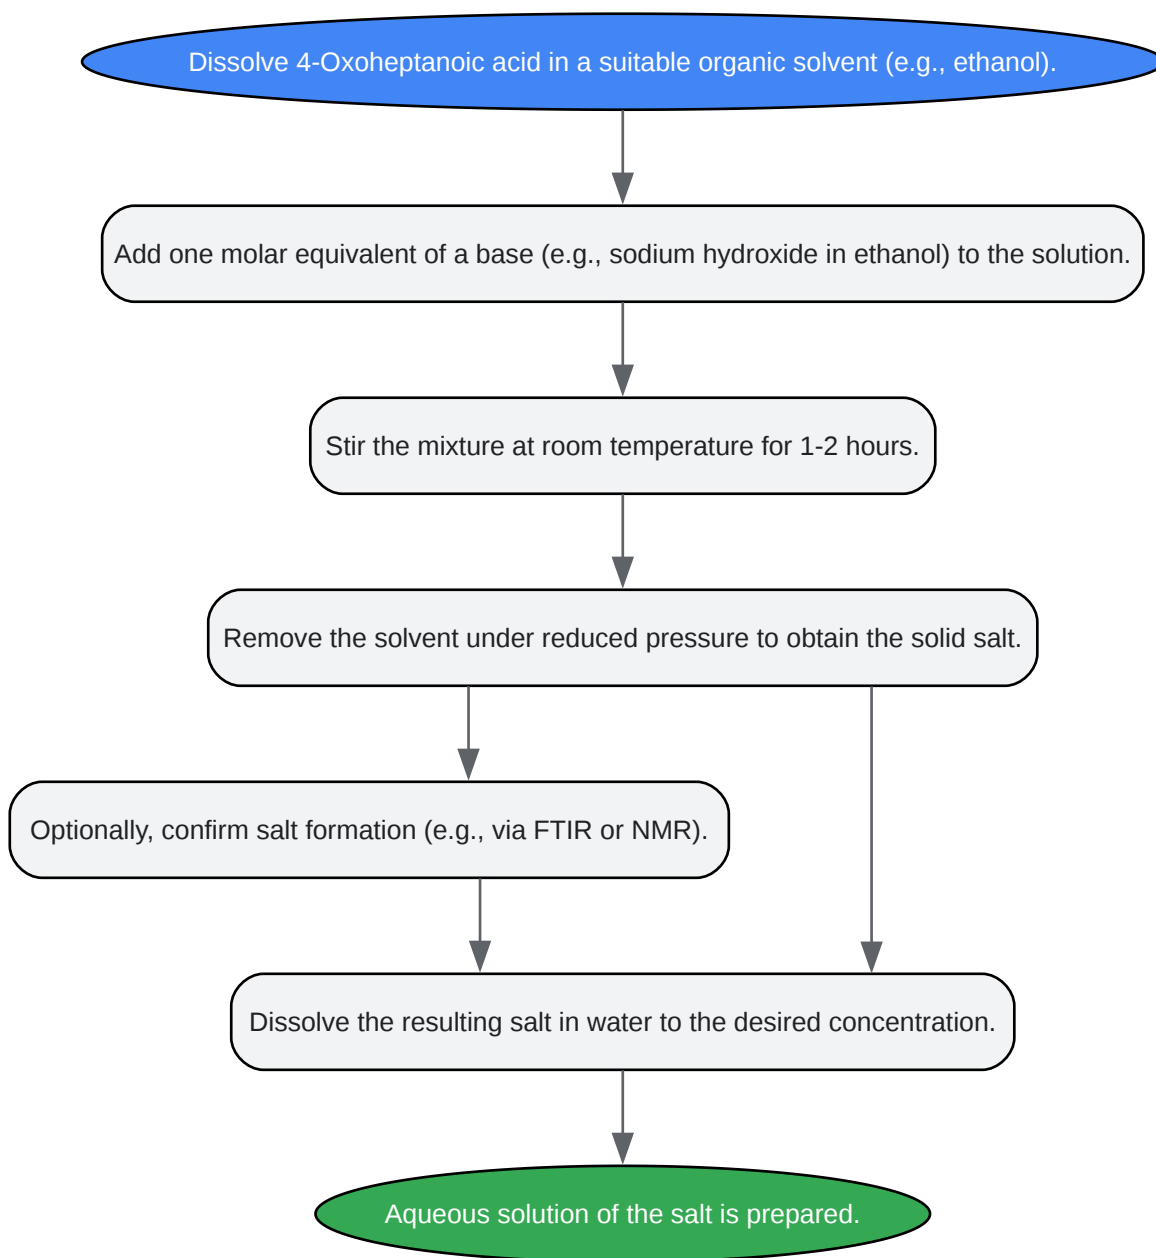 Dissolve 4-Oxoheptanoic acid in a suitable organic solvent (e.g., ethanol).
Add one molar equivalent of a base (e.g., sodium hydroxide in ethanol) to the solution.
Stir the mixture at room temperature for 1-2 hours.
Remove the solvent under reduced pressure to obtain the solid salt.
Optionally, confirm salt formation (e.g., via FTIR or NMR).
Dissolve the resulting salt in water to the desired concentration.
Aqueous solution of the salt is prepared.